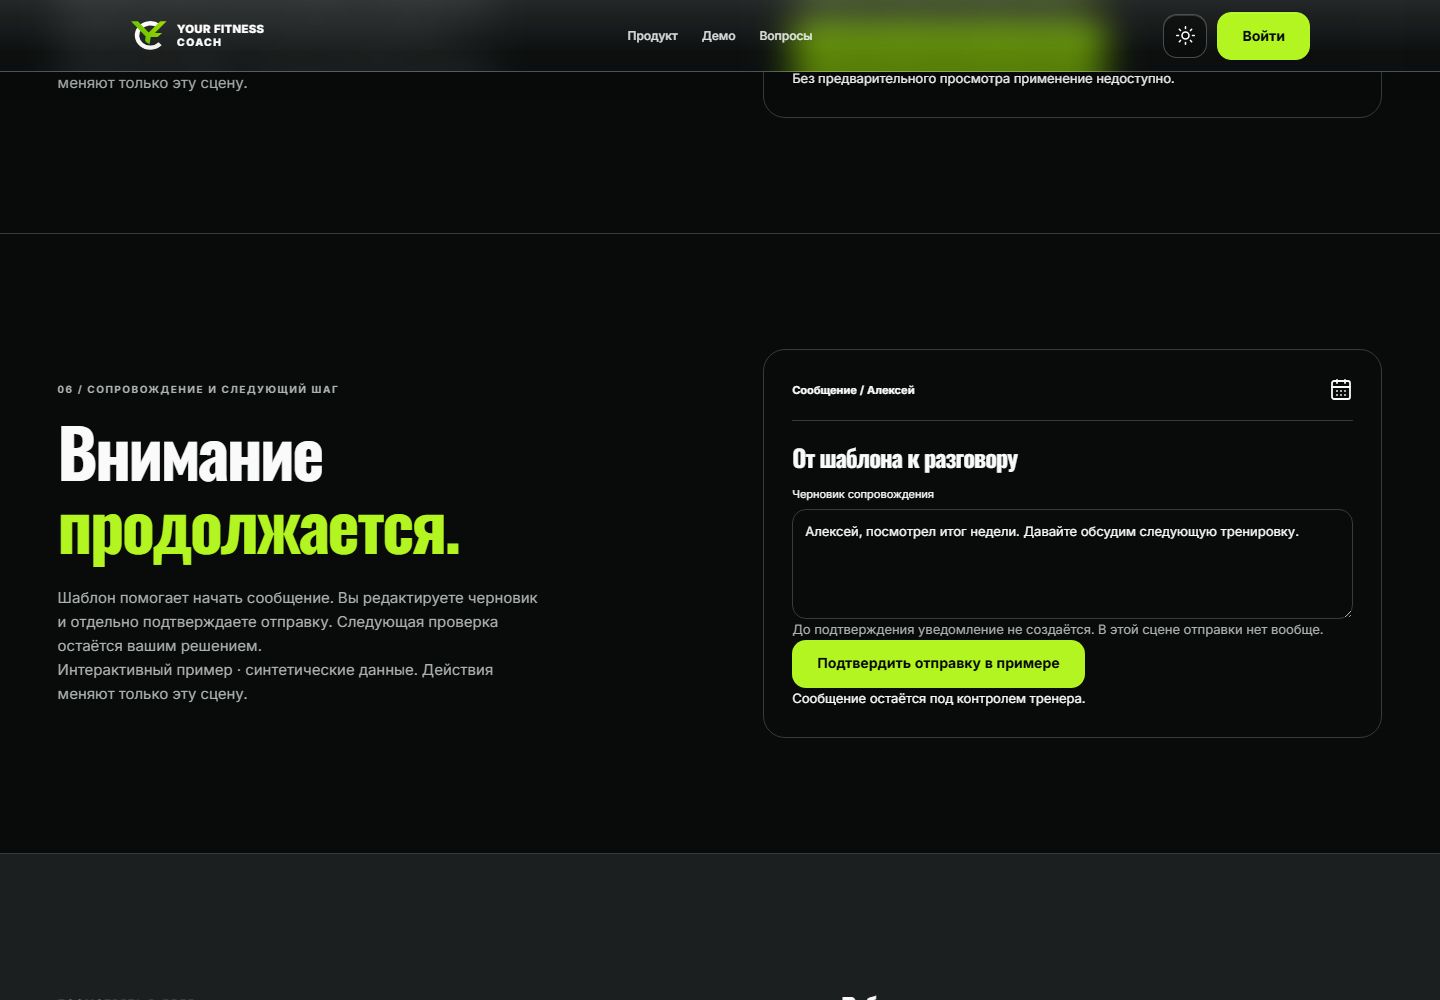 YOUR FITNESS
COACH
Продукт
Демо
Вопросы
Войти
меняют только эту сцену.
Без предварительного просмотра применение недоступно.
06 / СОПРОВОЖДЕНИЕ И СЛЕДУЮЩИЙ ШАГ
Внимание
продолжается.
Шаблон помогает начать сообщение. Вы редактируете черновик
и отдельно подтверждаете отправку. Следующая проверка
остаётся вашим решением.
Интерактивный пример · синтетические данные. Действия
меняют только эту сцену.
Сообщение / Алексей
От шаблона к разговору
Черновик сопровождения
Алексей, посмотрел итог недели. Давайте обсудим следующую тренировку.
До подтверждения уведомление не создаётся. В этой сцене отправки нет вообще.
Подтвердить отправку в примере
Сообщение остаётся под контролем тренера.